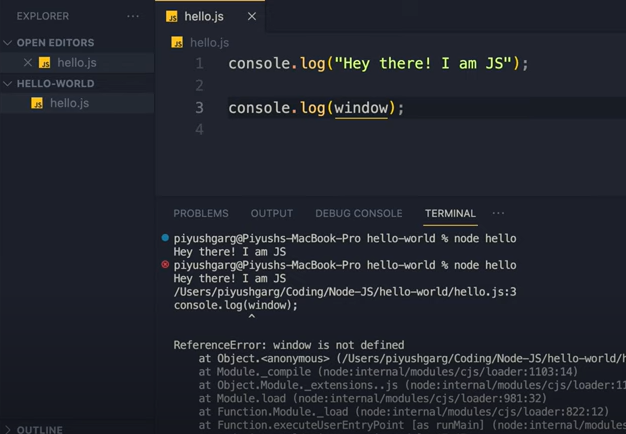 EXPLORER
OPEN EDITORS
hello.js
HELLO-WORLD
JS hello.js
JS hello.js
JS hello.js
1 console.log("Hey there! I am JS");
2
3 console.log(window);
4
PROBLEMS OUTPUT DEBUG CONSOLE TERMINAL
piyushgarg@Piyushs-MacBook-Pro hello-world % node hello
Hey there! I am JS
piyushgarg@Piyushs-MacBook-Pro hello-world % node hello
Hey there! I am JS
/Users/piyushgarg/Coding/Node-JS/hello-world/hello.js:3
console.log(window);
^
ReferenceError: window is not defined
at Object.<anonymous> (/Users/piyushgarg/Coding/Node-JS/hello-world/h
at Module._compile (node:internal/modules/cjs/loader:1103:14)
at Object.Module._extensions..js (node:internal/modules/cjs/loader:11
at Module.load (node:internal/modules/cjs/loader:981:32)
at Function.Module._load (node:internal/modules/cjs/loader:822:12)
at Function.executeUserEntryPoint [as runMain] (node:internal/modules
OUTLINE